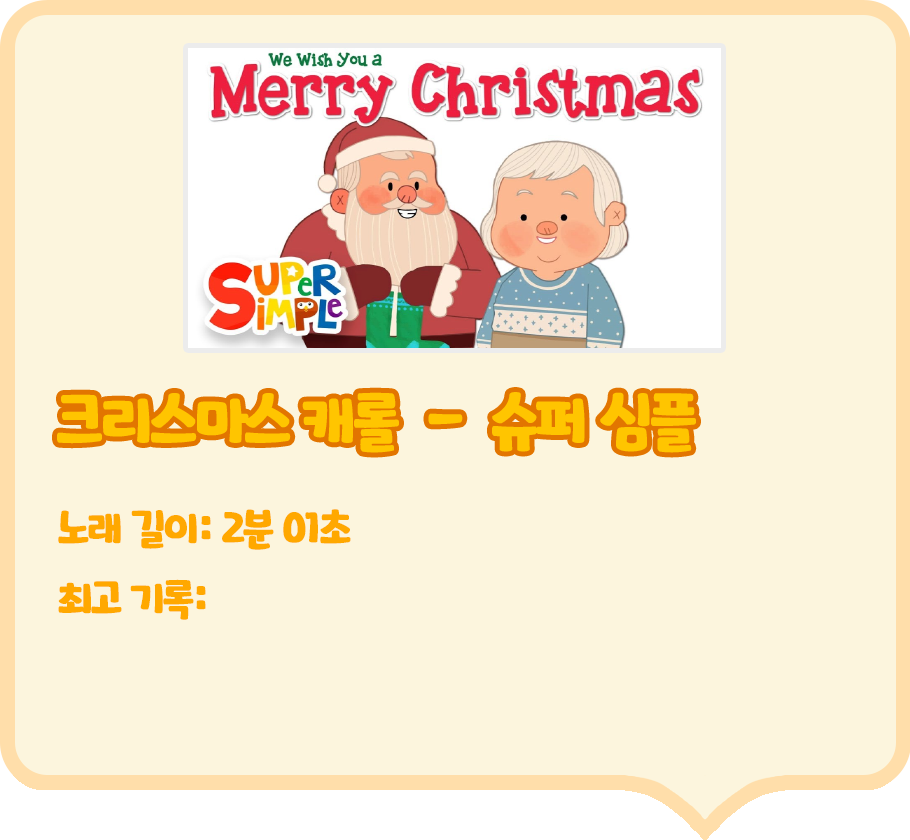 We Wish You a
Merry Christmas
SUPER
SiMPLe
크리스마스 캐롤 - 슈퍼 심플
노래 길이: 2분 01초
최고 기록: